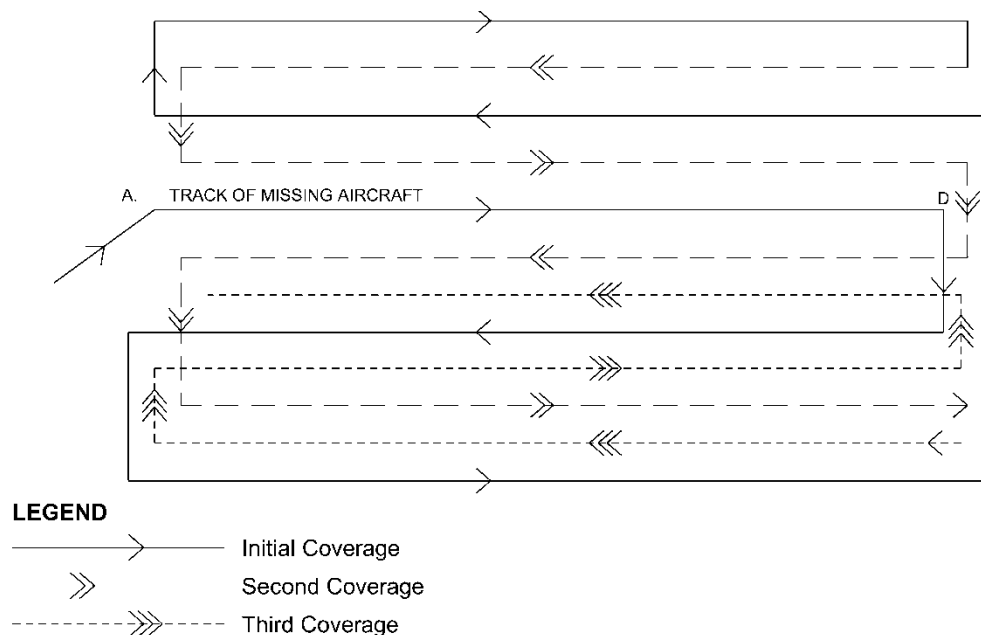 A. TRACK OF MISSING AIRCRAFT D
LEGEND
Initial Coverage
Second Coverage
Third Coverage